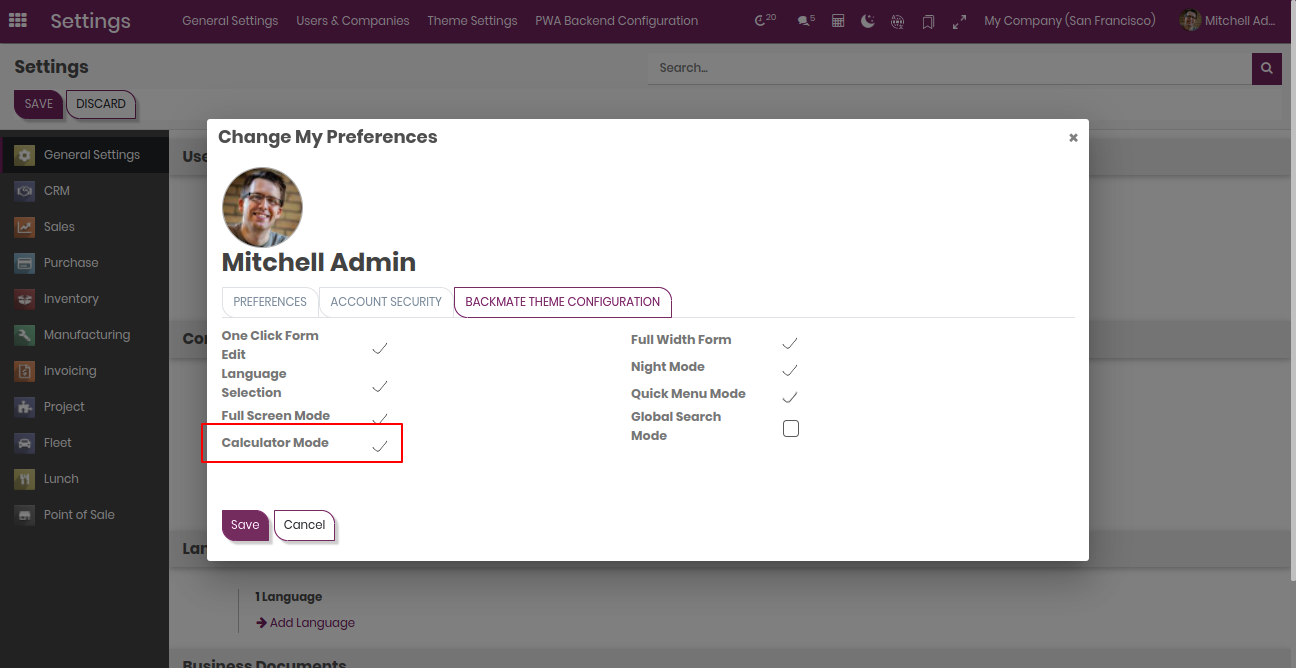 Settings
General Settings
Users & Companies
Theme Settings
PWA Backend Configuration
20
5
My Company (San Francisco)
Mitchell Ad...
Settings
Search...
SAVE
DISCARD
General Settings
CRM
Sales
Purchase
Inventory
Manufacturing
Invoicing
Project
Fleet
Lunch
Point of Sale
Use
Change My Preferences
×
Mitchell Admin
PREFERENCES
ACCOUNT SECURITY
BACKMATE THEME CONFIGURATION
One Click Form
Edit
Language
Selection
Full Screen Mode
Calculator Mode
Full Width Form
Night Mode
Quick Menu Mode
Global Search
Mode
Save
Cancel
Co
Lan
1 Language
Add Language
Business Documents